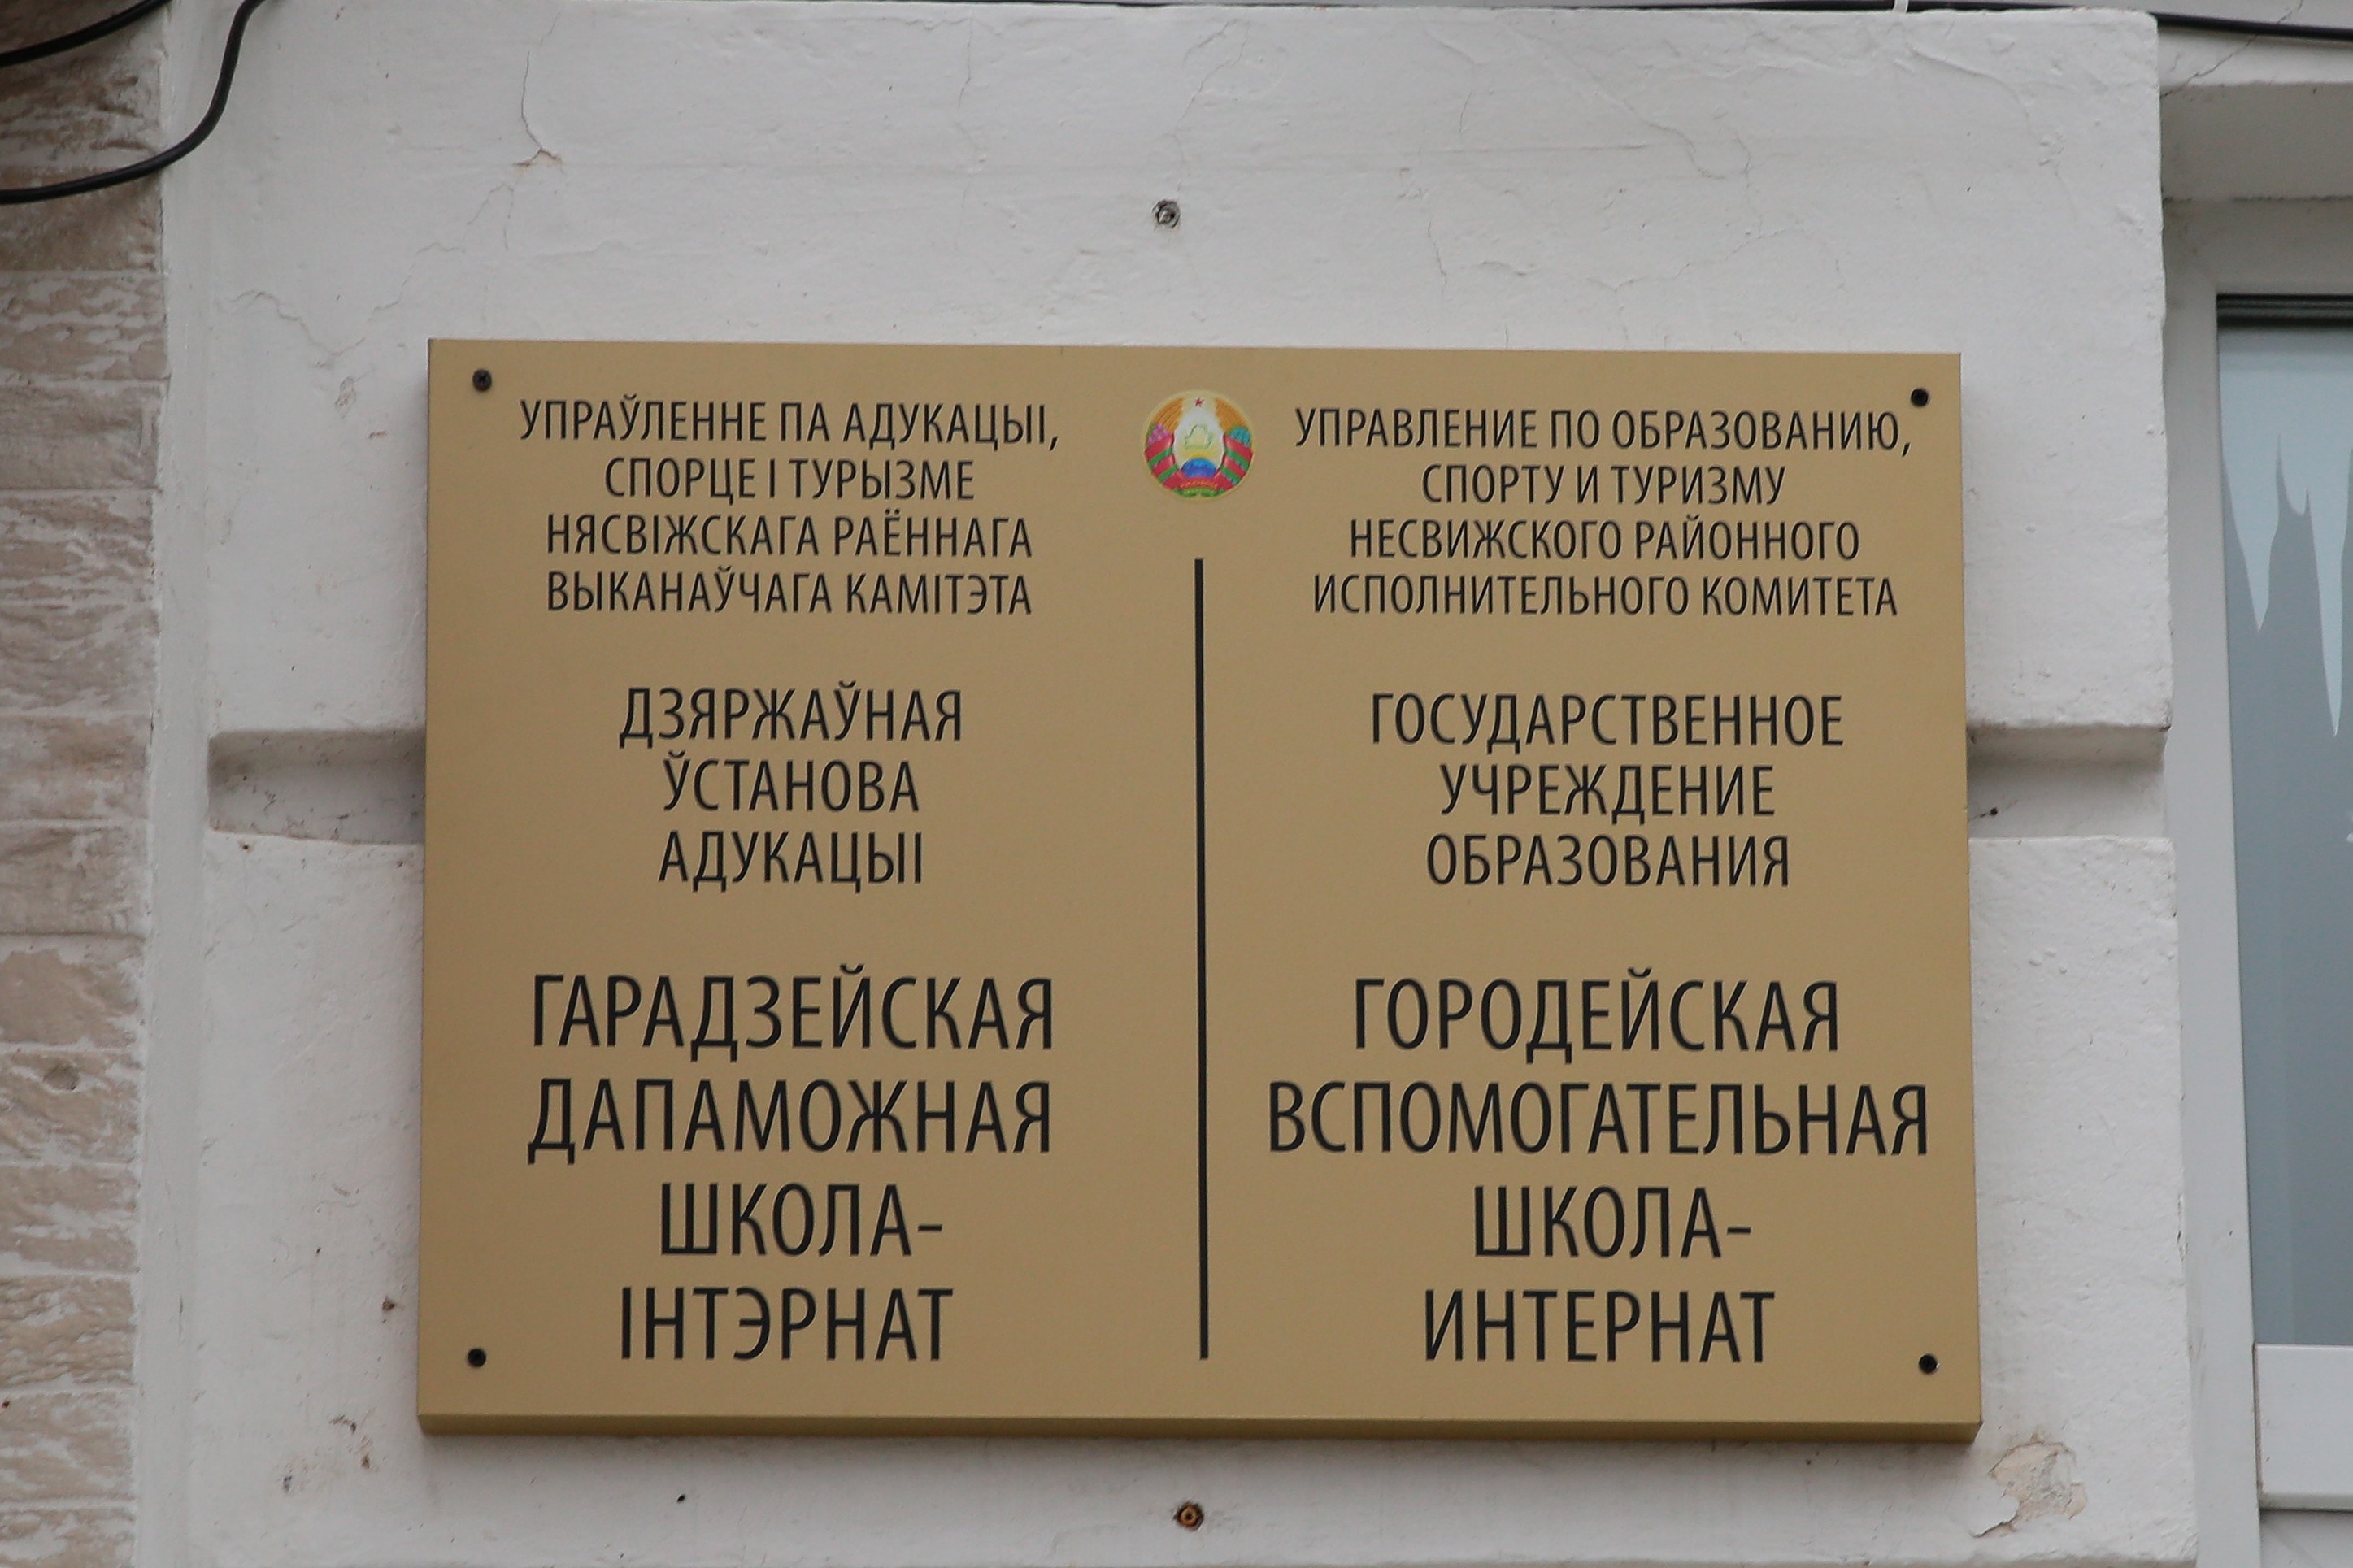 УПРАЎЛЕННЕ ПА АДУКАЦЫІ,
СПОРЦЕ І ТУРЫЗМЕ
НЯСВІЖСКАГА РАЁННАГА
ВЫКАНАЎЧАГА КАМІТЭТА
ДЗЯРЖАЎНАЯ
ЎСТАНОВА
АДУКАЦЫІ
ГАРАДЗЕЙСКАЯ
ДАПАМОЖНАЯ
ШКОЛА-
ІНТЭРНАТ
УПРАВЛЕНИЕ ПО ОБРАЗОВАНИЮ,
СПОРТУ И ТУРИЗМУ
НЕСВИЖСКОГО РАЙОННОГО
ИСПОЛНИТЕЛЬНОГО КОМИТЕТА
ГОСУДАРСТВЕННОЕ
УЧРЕЖДЕНИЕ
ОБРАЗОВАНИЯ
ГОРОДЕЙСКАЯ
ВСПОМОГАТЕЛЬНАЯ
ШКОЛА-
ИНТЕРНАТ